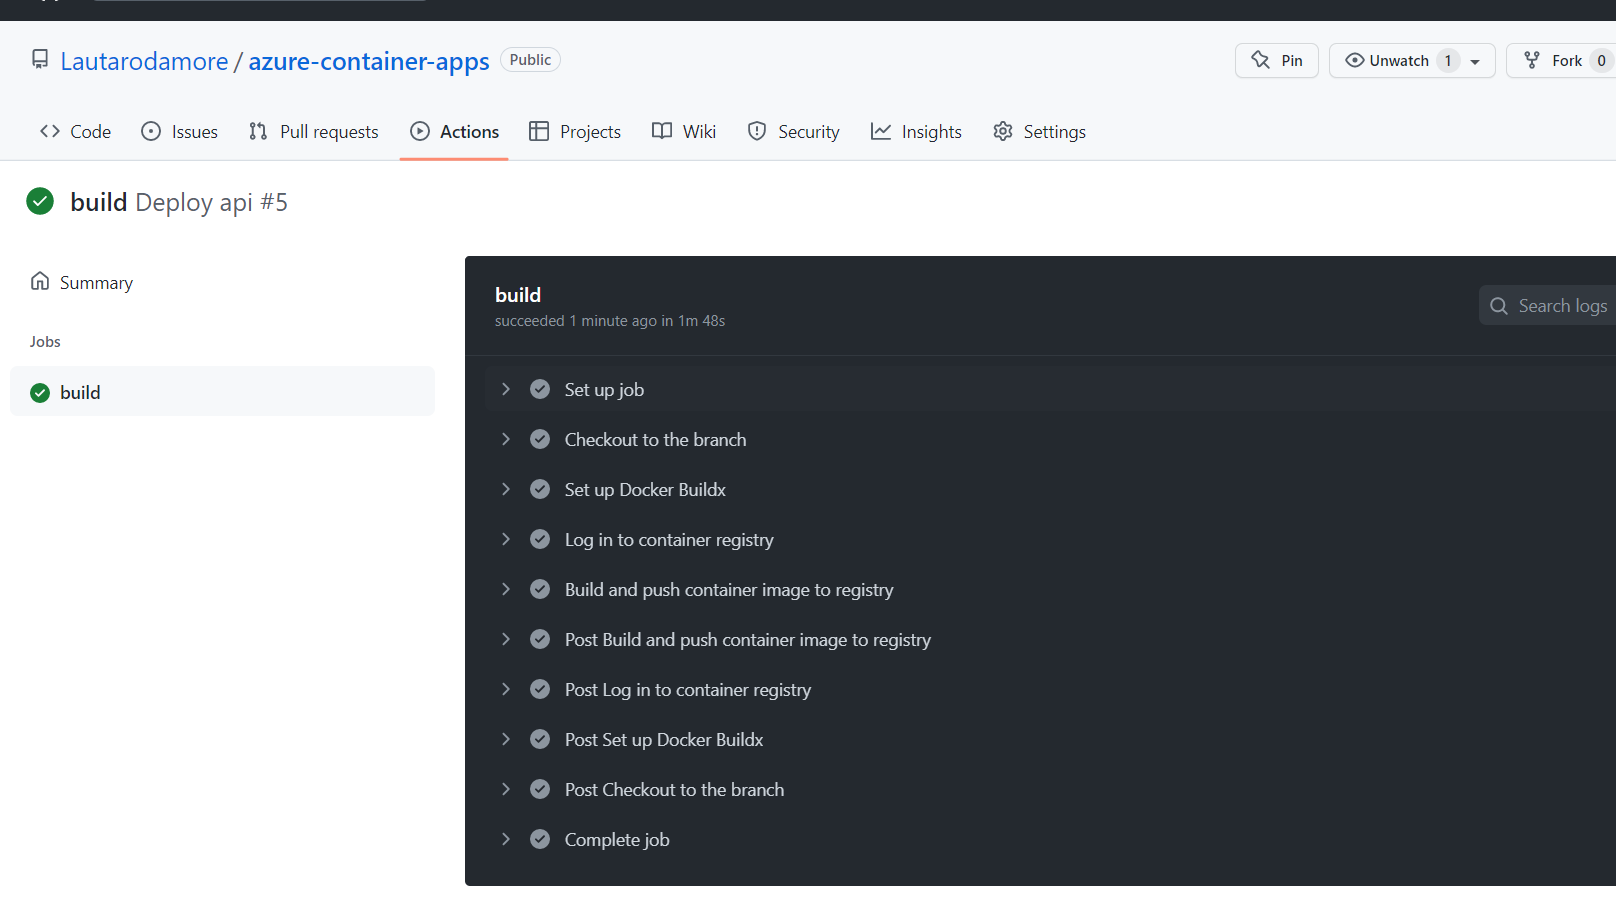 Lautarodamore / azure-container-apps Public
Pin
Unwatch 1
Fork 0
Code Issues Pull requests Actions Projects Wiki Security Insights Settings
build Deploy api #5
Summary
Jobs
build
build
succeeded 1 minute ago in 1m 48s
Search logs
Set up job
Checkout to the branch
Set up Docker Buildx
Log in to container registry
Build and push container image to registry
Post Build and push container image to registry
Post Log in to container registry
Post Set up Docker Buildx
Post Checkout to the branch
Complete job